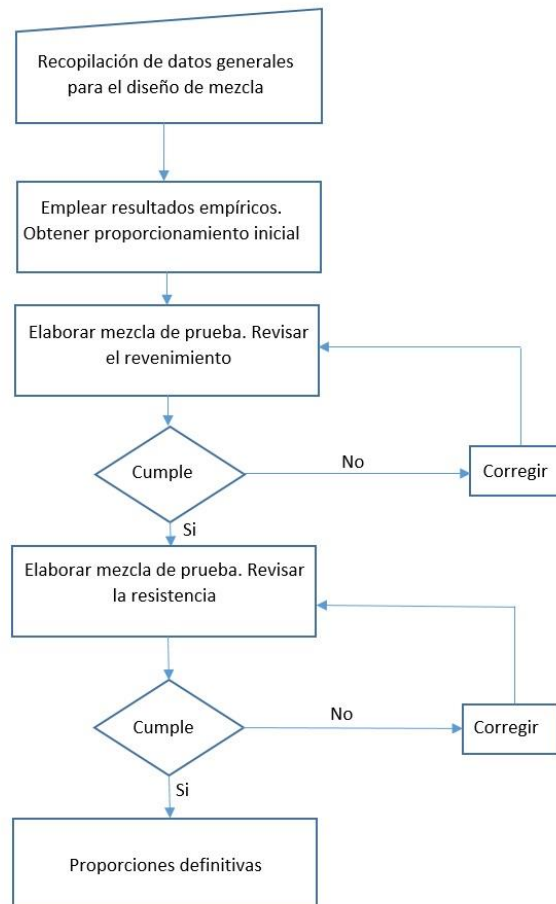 Recopilación de datos generales
para el diseño de mezcla
Emplear resultados empíricos.
Obtener proporcionamiento inicial
Elaborar mezcla de prueba. Revisar
el revenimiento
Cumple
No
Corregir
Si
Elaborar mezcla de prueba. Revisar
la resistencia
Cumple
No
Corregir
Si
Proporciones definitivas